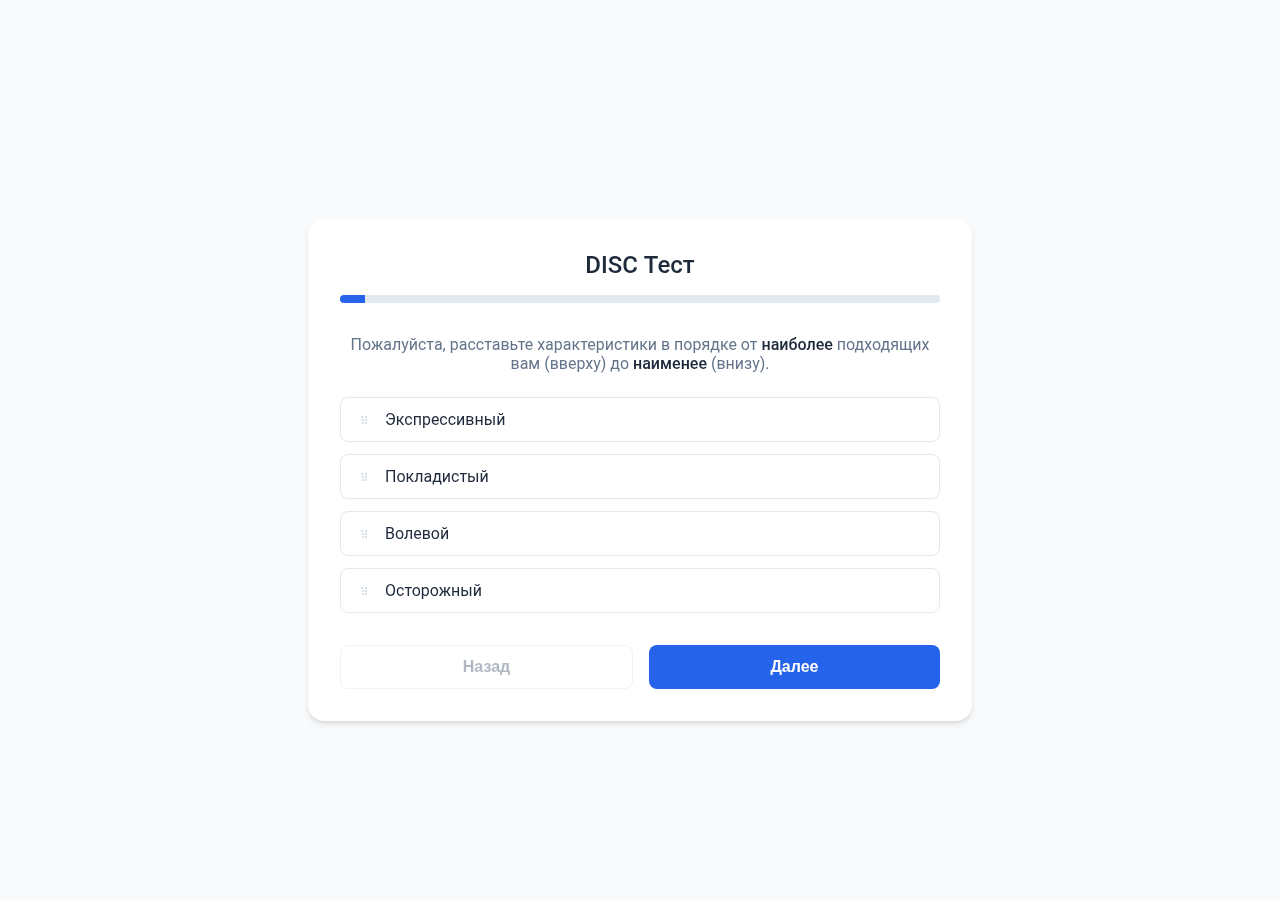 DISC Тест
Пожалуйста, расставьте характеристики в порядке от наиболее подходящих
вам (вверху) до наименее (внизу).
Экспрессивный
Покладистый
Волевой
Осторожный
Назад
Далее